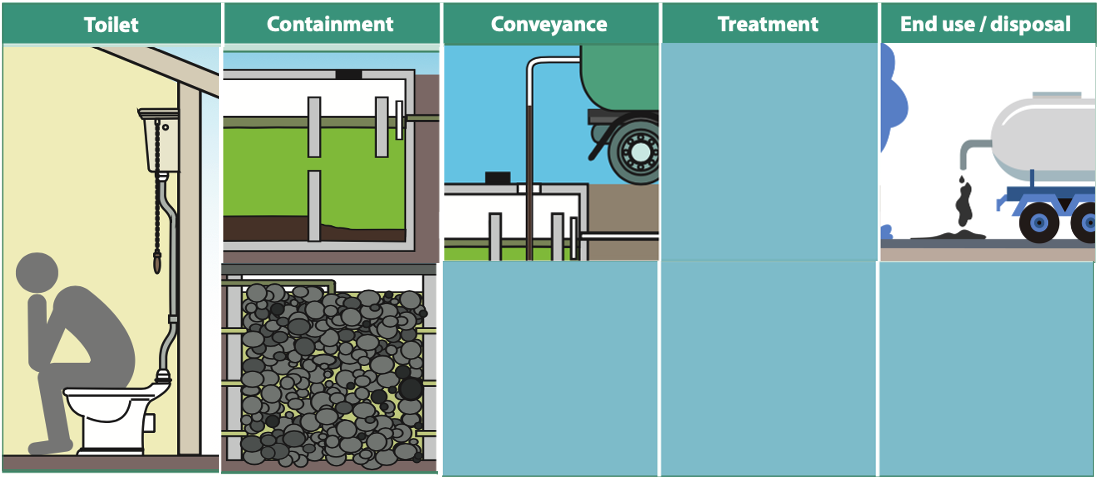 Toilet
Containment
Conveyance
Treatment
End use / disposal